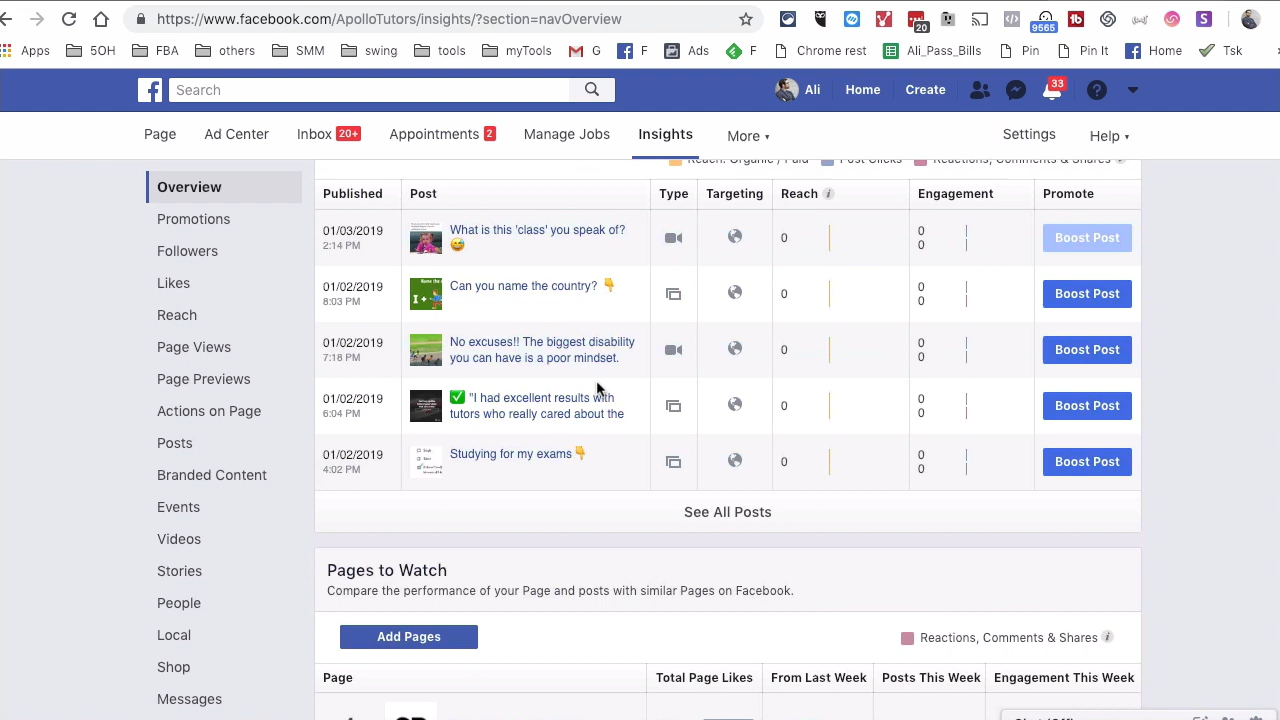 https://www.facebook.com/ApolloTutors/insights/?section=navOverview
20
9565
Apps 5OH FBA others SMM swing tools myTools G F Ads F Chrome rest Ali_Pass_Bills Pin Pin It Home Tsk
Search
Ali Home Create 33
Page Ad Center Inbox 20+ Appointments 2 Manage Jobs Insights More Settings Help
Reach: Organic / Paid Post Clicks Reactions, Comments & Shares
Overview
Promotions
Followers
Likes
Reach
Page Views
Page Previews
Actions on Page
Posts
Branded Content
Events
Videos
Stories
People
Local
Shop
Messages
Published Post Type Targeting Reach Engagement Promote
01/03/2019
2:14 PM
What is this 'class' you speak of?
😅
0
0
0
Boost Post
01/02/2019
8:03 PM
Can you name the country? 👇
0
0
0
Boost Post
01/02/2019
7:18 PM
No excuses!! The biggest disability
you can have is a poor mindset.
0
0
0
Boost Post
01/02/2019
6:04 PM
✅ "I had excellent results with
tutors who really cared about the
0
0
0
Boost Post
01/02/2019
4:02 PM
Studying for my exams👇
0
0
0
Boost Post
See All Posts
Pages to Watch
Compare the performance of your Page and posts with similar Pages on Facebook.
Add Pages
Reactions, Comments & Shares
Page Total Page Likes From Last Week Posts This Week Engagement This Week